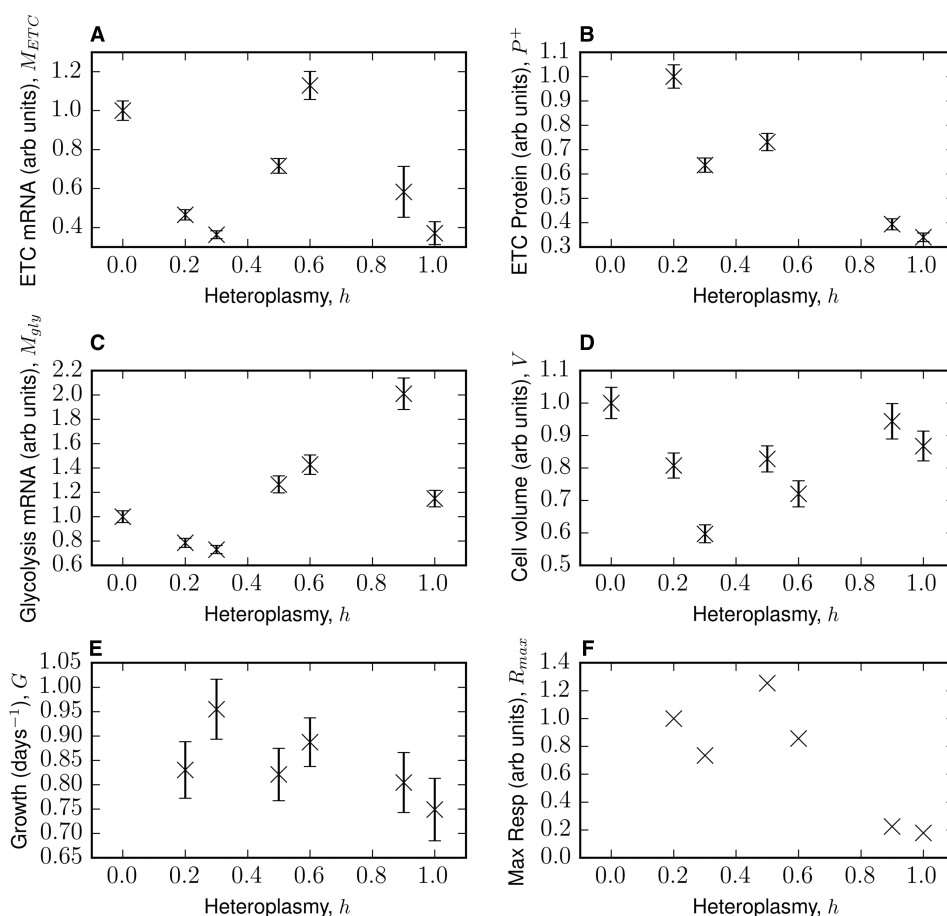 A
ETC mRNA (arb units), M_{ETC}
1.2
1.0
0.8
0.6
0.4
0.0 0.2 0.4 0.6 0.8 1.0
Heteroplasmy, h
B
ETC Protein (arb units), P^+
1.1
1.0
0.9
0.8
0.7
0.6
0.5
0.4
0.3
0.0 0.2 0.4 0.6 0.8 1.0
Heteroplasmy, h
C
Glycolysis mRNA (arb units), M_{gly}
2.2
2.0
1.8
1.6
1.4
1.2
1.0
0.8
0.6
0.0 0.2 0.4 0.6 0.8 1.0
Heteroplasmy, h
D
Cell volume (arb units), V
1.1
1.0
0.9
0.8
0.7
0.6
0.5
0.0 0.2 0.4 0.6 0.8 1.0
Heteroplasmy, h
E
Growth (days^{−1}), G
1.05
1.00
0.95
0.90
0.85
0.80
0.75
0.70
0.65
0.0 0.2 0.4 0.6 0.8 1.0
Heteroplasmy, h
F
Max Resp (arb units), R_{max}
1.4
1.2
1.0
0.8
0.6
0.4
0.2
0.0
0.0 0.2 0.4 0.6 0.8 1.0
Heteroplasmy, h